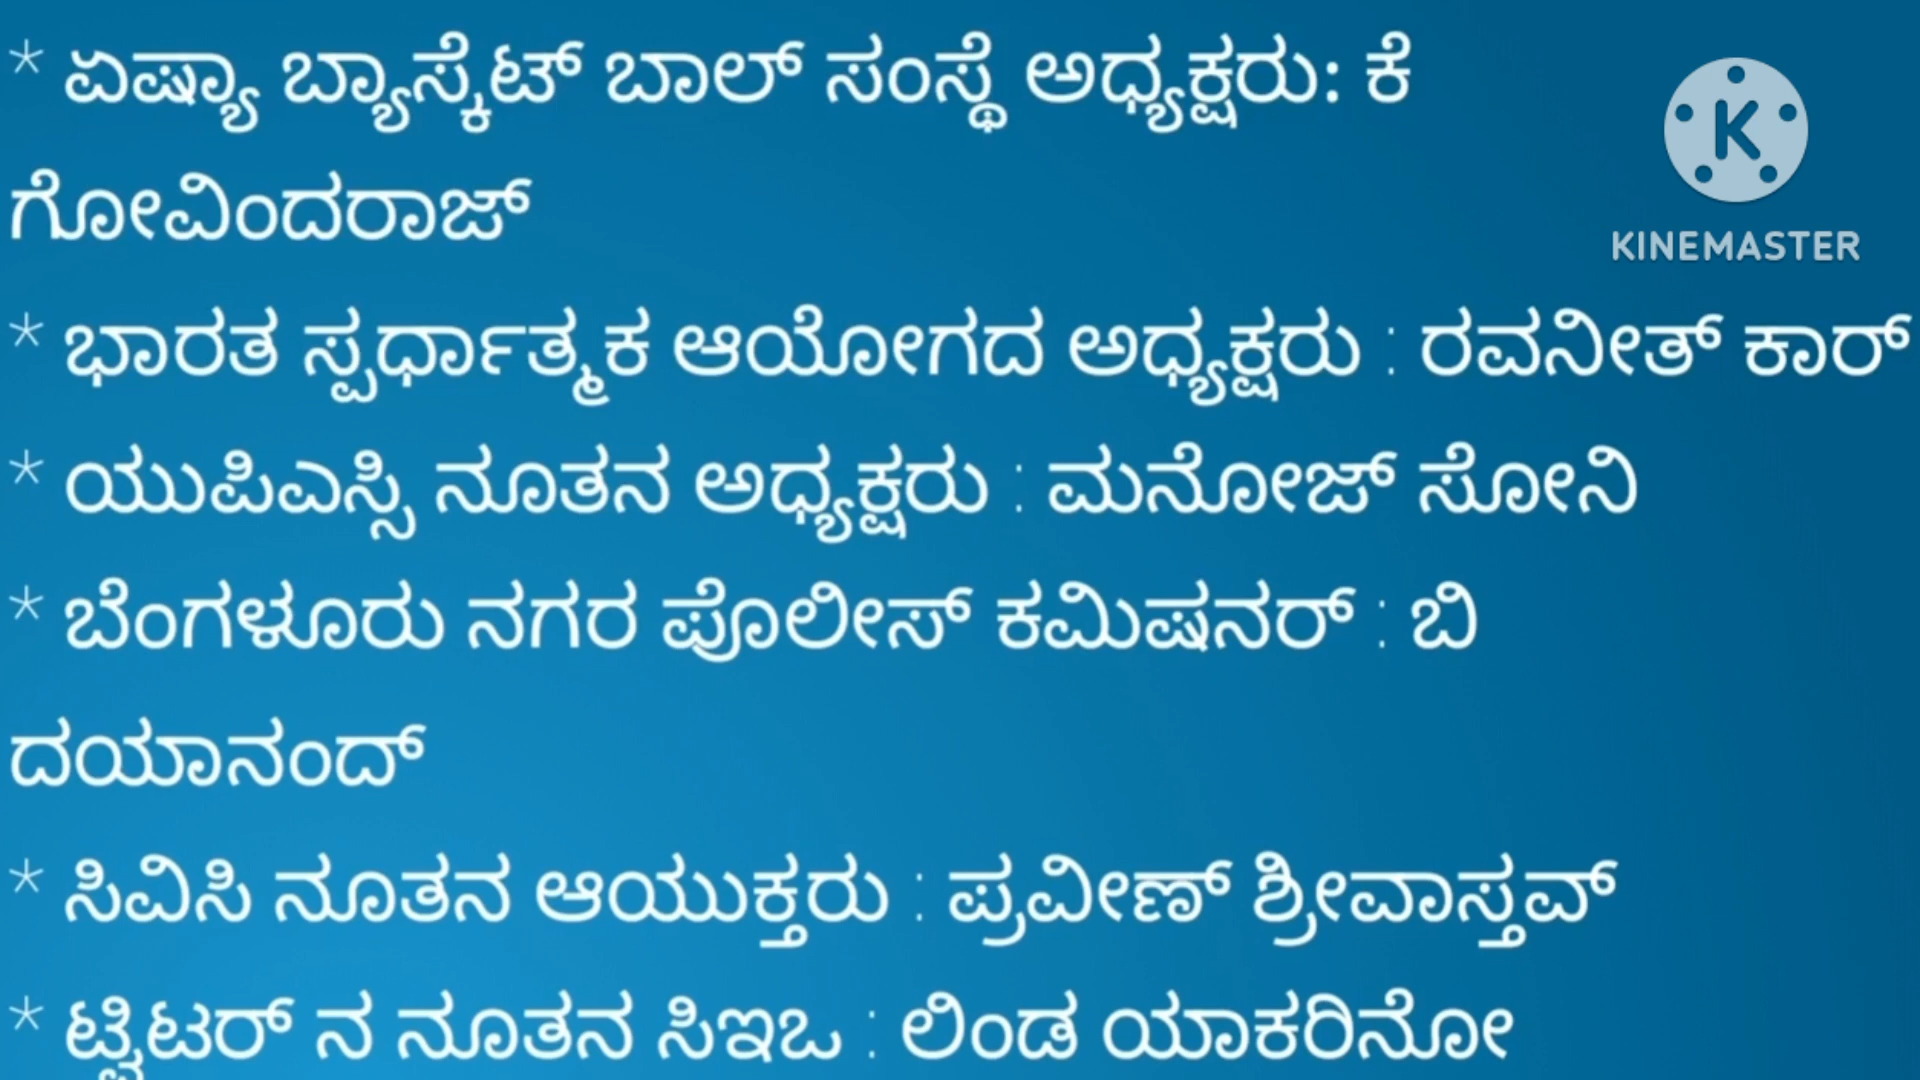 * ಏಷ್ಯಾ ಬ್ಯಾಸ್ಕೆಟ್ ಬಾಲ್ ಸಂಸ್ಥೆ ಅಧ್ಯಕ್ಷರು: ಕೆ
ಗೋವಿಂದರಾಜ್
* ಭಾರತ ಸ್ಪರ್ಧಾತ್ಮಕ ಆಯೋಗದ ಅಧ್ಯಕ್ಷರು : ರವನೀತ್ ಕಾರ್
* ಯುಪಿಎಸ್ಸಿ ನೂತನ ಅಧ್ಯಕ್ಷರು : ಮನೋಜ್ ಸೋನಿ
* ಬೆಂಗಳೂರು ನಗರ ಪೊಲೀಸ್ ಕಮಿಷನರ್ : ಬಿ
ದಯಾನಂದ್
* ಸಿವಿಸಿ ನೂತನ ಆಯುಕ್ತರು : ಪ್ರವೀಣ್ ಶ್ರೀವಾಸ್ತವ್
* ಟ್ವಿಟರ್ ನ ನೂತನ ಸಿಇಒ : ಲಿಂಡ ಯಾಕರಿನೋ
K
KINEMASTER